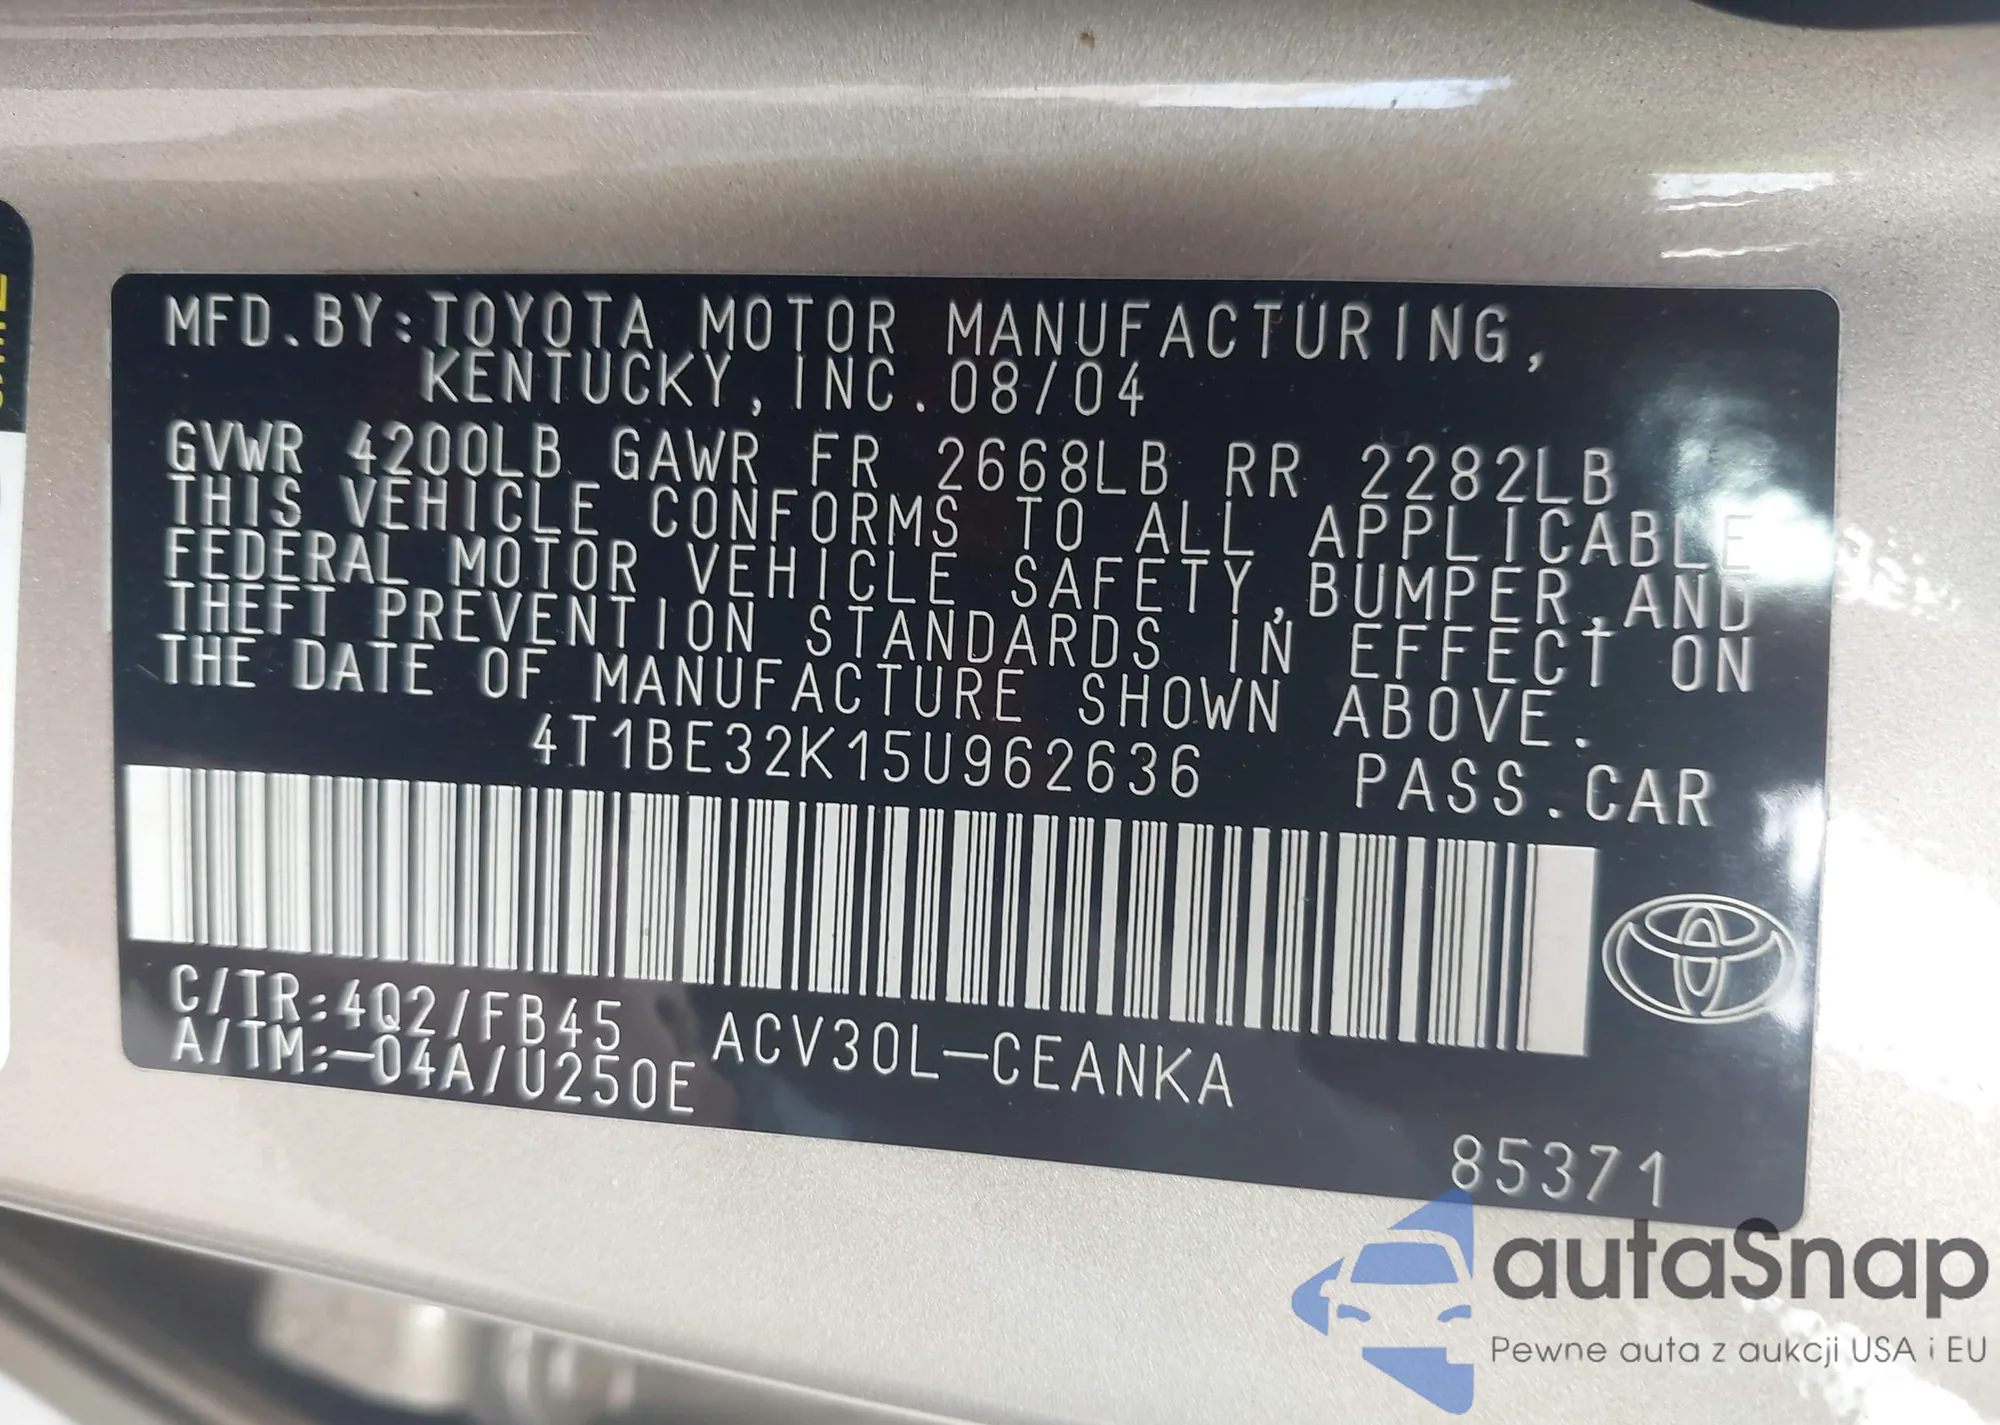 MFD.BY:TOYOTA MOTOR MANUFACTURING,
KENTUCKY,INC.08/04
GVWR 4200LB GAWR FR 2668LB RR 2282LB
THIS VEHICLE CONFORMS TO ALL APPLICABLE
FEDERAL MOTOR VEHICLE SAFETY,BUMPER,AND
THEFT PREVENTION STANDARDS IN EFFECT ON
THE DATE OF MANUFACTURE SHOWN ABOVE.
4T1BE32K15U962636 PASS.CAR
C/TR:4Q2/FB45 ACV30L-CEANKA
A/TM:-04A/U250E
85371
autoSnap
Pewne auta z aukcji USA i EU